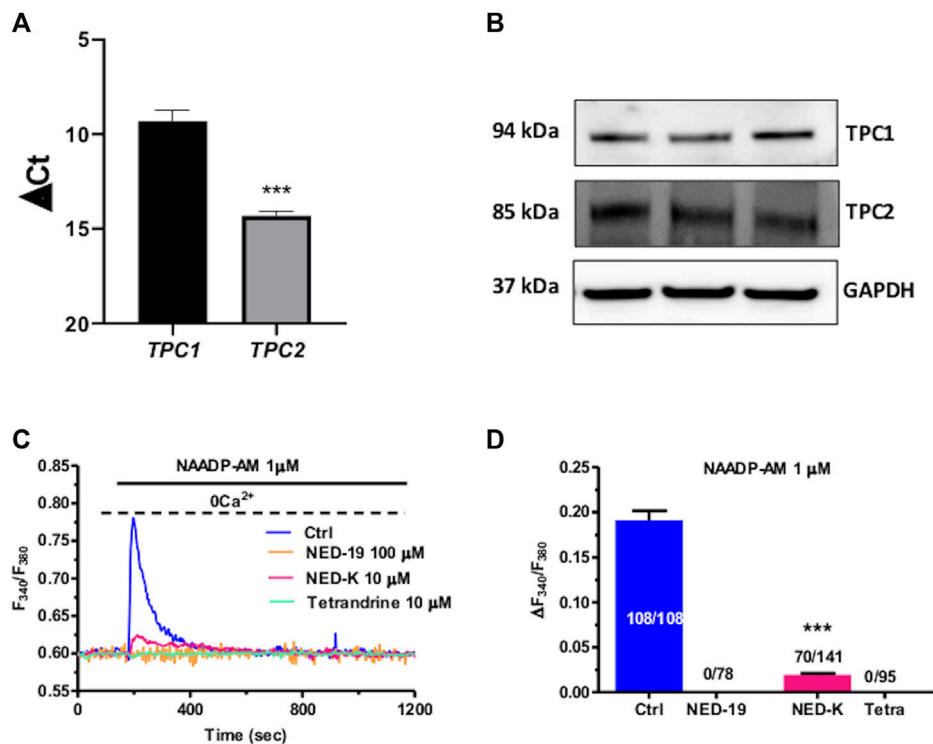 A
5
10
15
20
ΔCt
***
TPC1
TPC2
B
94 kDa
TPC1
85 kDa
TPC2
37 kDa
GAPDH
C
NAADP-AM 1μM
0Ca2+
Ctrl
NED-19 100 μM
NED-K 10 μM
Tetrandrine 10 μM
0.85
0.80
0.75
0.70
0.65
0.60
0.55
F340/F380
0 400 800 1200
Time (sec)
D
NAADP-AM 1 μM
0.25
0.20
0.15
0.10
0.05
0.00
ΔF340/F380
108/108
0/78
***
70/141
0/95
Ctrl NED-19 NED-K Tetra